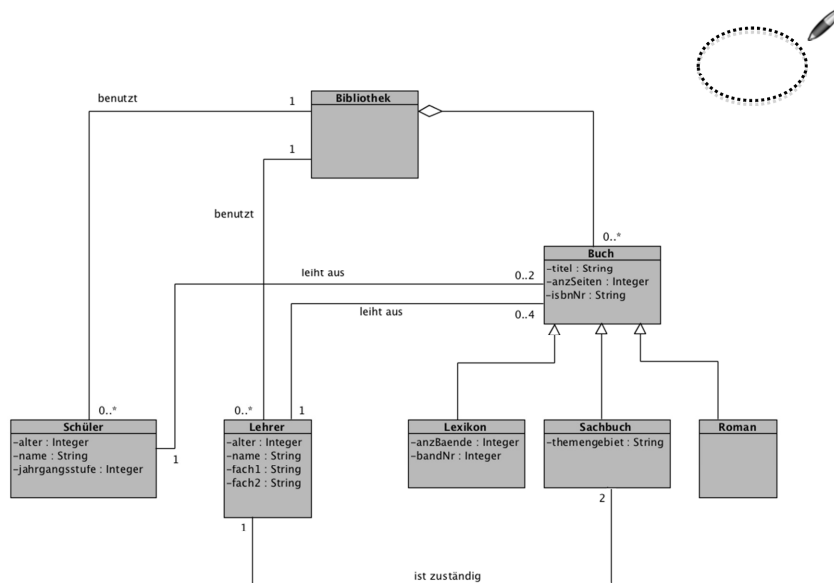 benutzt
1
Bibliothek
1
benutzt
0..*
Buch
-titel : String
-anzSeiten : Integer
-isbnNr : String
leiht aus
0..2
leiht aus
0..4
0..*
Schüler
-alter : Integer
-name : String
-jahrgangsstufe : Integer
1
0..*
1
Lehrer
-alter : Integer
-name : String
-fach1 : String
-fach2 : String
1
Lexikon
-anzBaende : Integer
-bandNr : Integer
Sachbuch
-themengebiet : String
2
Roman
ist zuständig